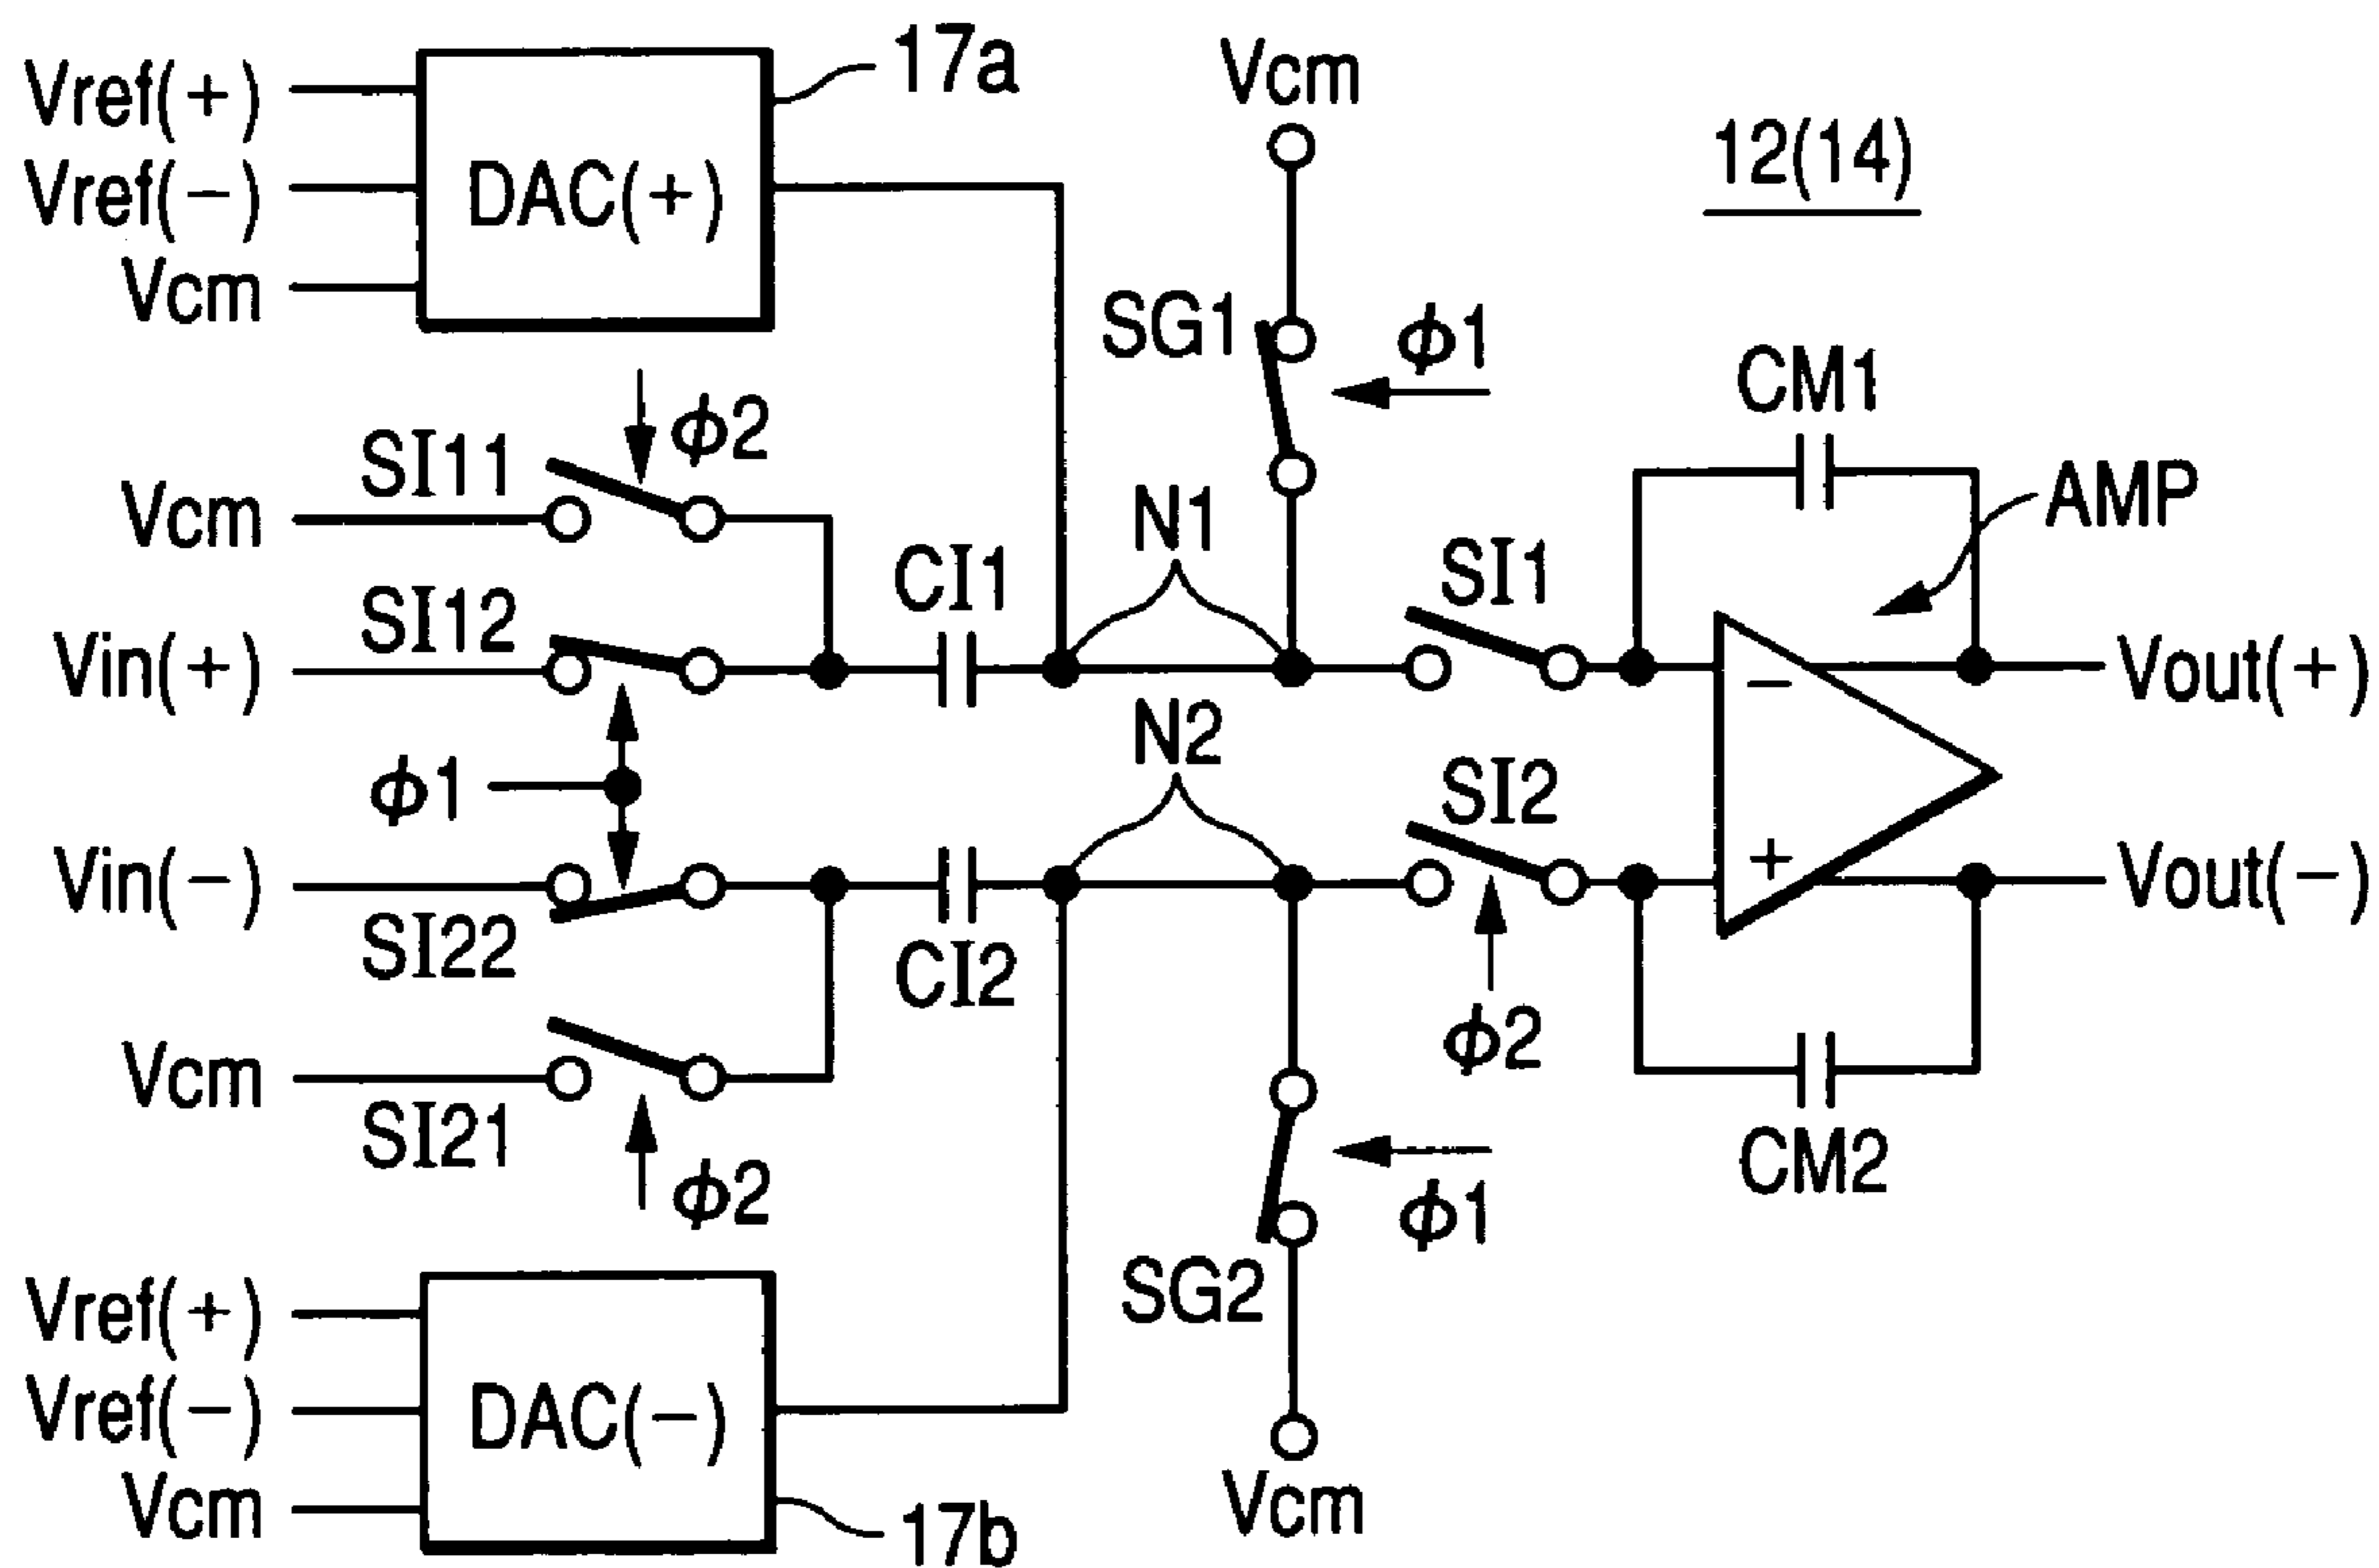 Vref(+)
Vref(−)
Vcm
DAC(+)
17a
Vcm
12(14)
SG1
ϕ1
CM1
AMP
ϕ2
SI11
Vcm
SI12
Vin(+)
CI1
N1
SI1
−
Vout(+)
ϕ1
N2
Vin(−)
SI22
CI2
SI2
ϕ2
+
Vout(−)
Vcm
SI21
ϕ2
CM2
ϕ1
SG2
Vcm
Vref(+)
Vref(−)
Vcm
DAC(−)
17b